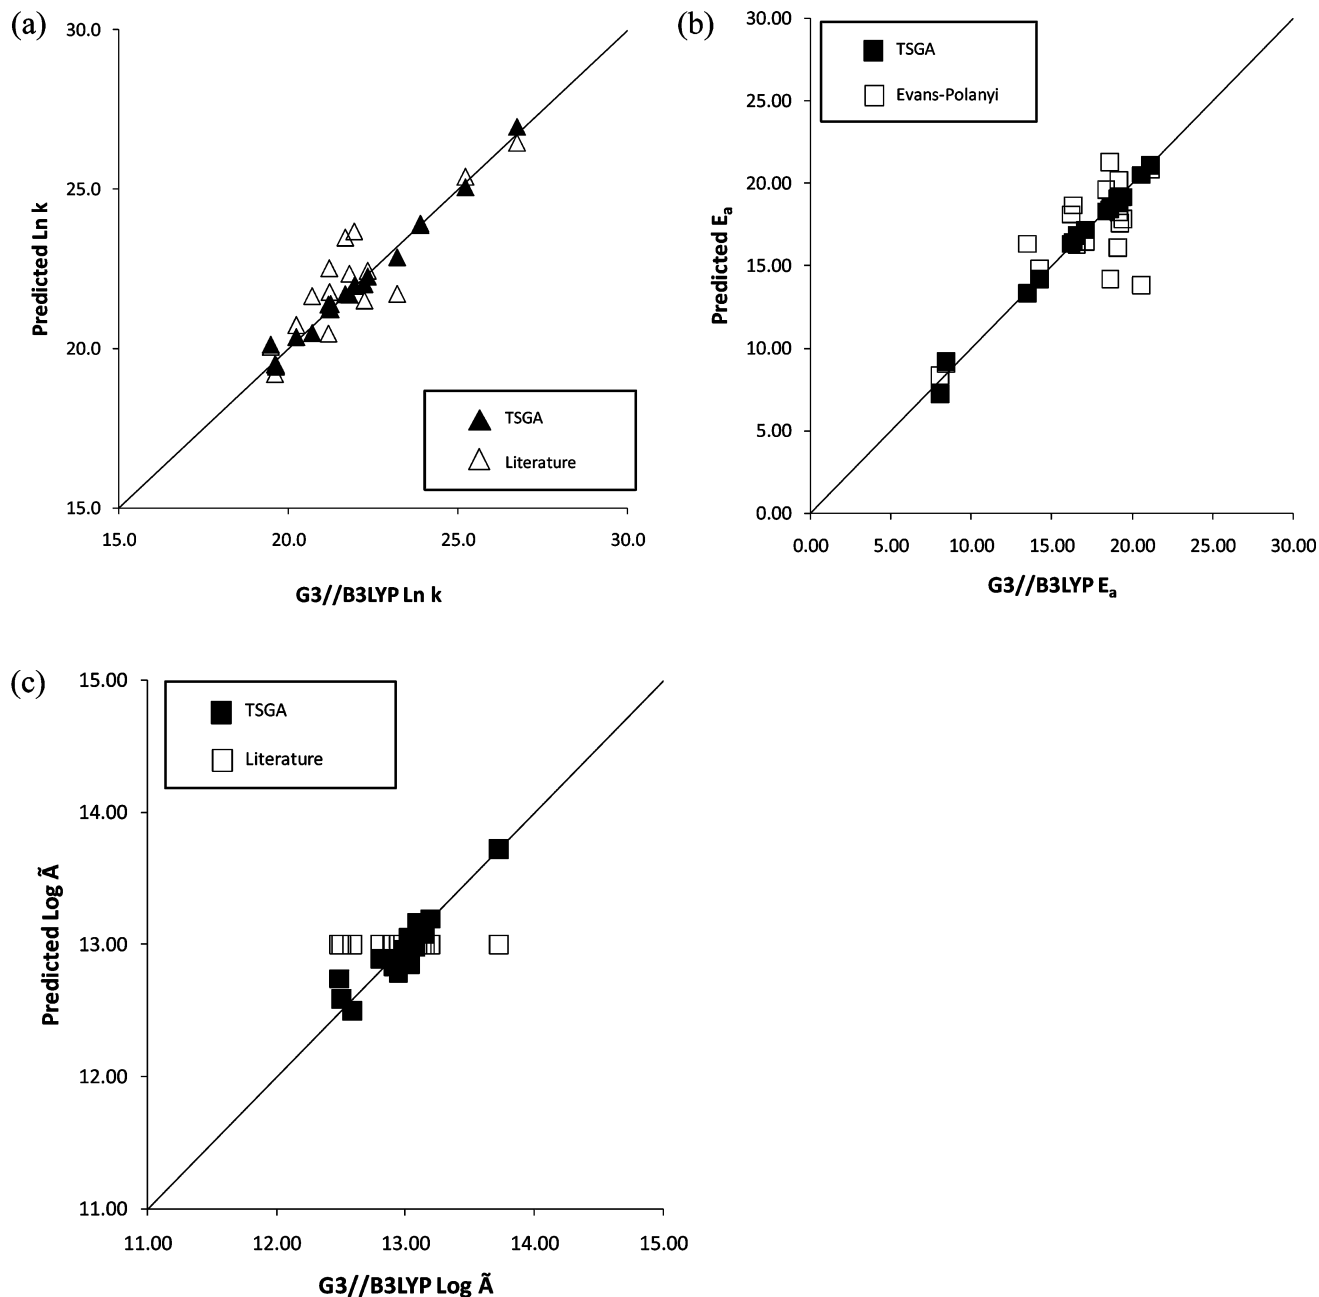 (a)
30.0
25.0
20.0
15.0
Predicted Ln k
TSGA
Literature
15.0 20.0 25.0 30.0
G3//B3LYP Ln k
(b)
30.00
25.00
20.00
15.00
10.00
5.00
0.00
Predicted Ea
TSGA
Evans-Polanyi
0.00 5.00 10.00 15.00 20.00 25.00 30.00
G3//B3LYP Ea
(c)
15.00
14.00
13.00
12.00
11.00
Predicted Log Ã
TSGA
Literature
11.00 12.00 13.00 14.00 15.00
G3//B3LYP Log Ã